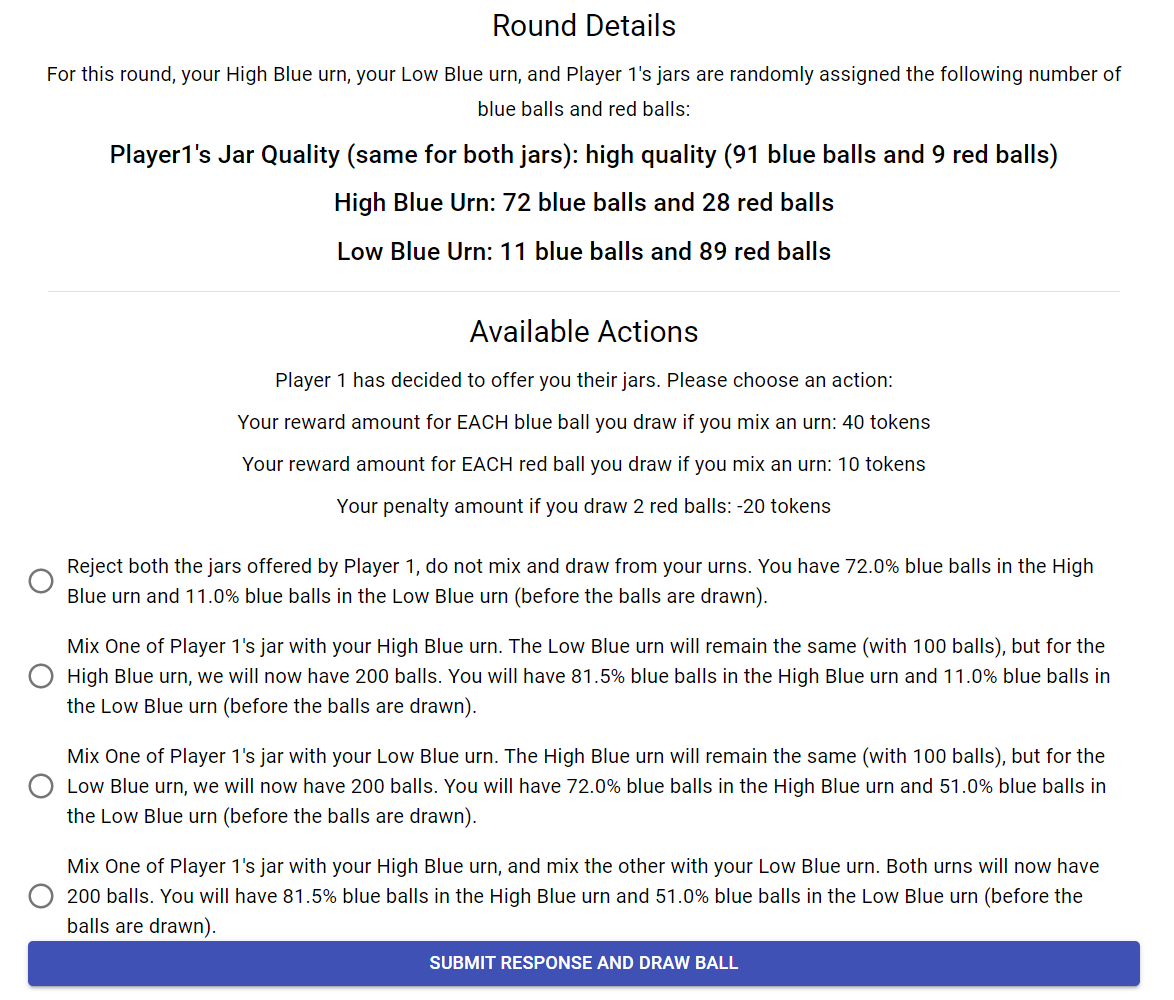 Round Details
For this round, your High Blue urn, your Low Blue urn, and Player 1's jars are randomly assigned the following number of
blue balls and red balls:
Player1's Jar Quality (same for both jars): high quality (91 blue balls and 9 red balls)
High Blue Urn: 72 blue balls and 28 red balls
Low Blue Urn: 11 blue balls and 89 red balls
Available Actions
Player 1 has decided to offer you their jars. Please choose an action:
Your reward amount for EACH blue ball you draw if you mix an urn: 40 tokens
Your reward amount for EACH red ball you draw if you mix an urn: 10 tokens
Your penalty amount if you draw 2 red balls: -20 tokens
Reject both the jars offered by Player 1, do not mix and draw from your urns. You have 72.0% blue balls in the High
Blue urn and 11.0% blue balls in the Low Blue urn (before the balls are drawn).
Mix One of Player 1's jar with your High Blue urn. The Low Blue urn will remain the same (with 100 balls), but for the
High Blue urn, we will now have 200 balls. You will have 81.5% blue balls in the High Blue urn and 11.0% blue balls in
the Low Blue urn (before the balls are drawn).
Mix One of Player 1's jar with your Low Blue urn. The High Blue urn will remain the same (with 100 balls), but for the
Low Blue urn, we will now have 200 balls. You will have 72.0% blue balls in the High Blue urn and 51.0% blue balls in
the Low Blue urn (before the balls are drawn).
Mix One of Player 1's jar with your High Blue urn, and mix the other with your Low Blue urn. Both urns will now have
200 balls. You will have 81.5% blue balls in the High Blue urn and 51.0% blue balls in the Low Blue urn (before the
balls are drawn).
SUBMIT RESPONSE AND DRAW BALL